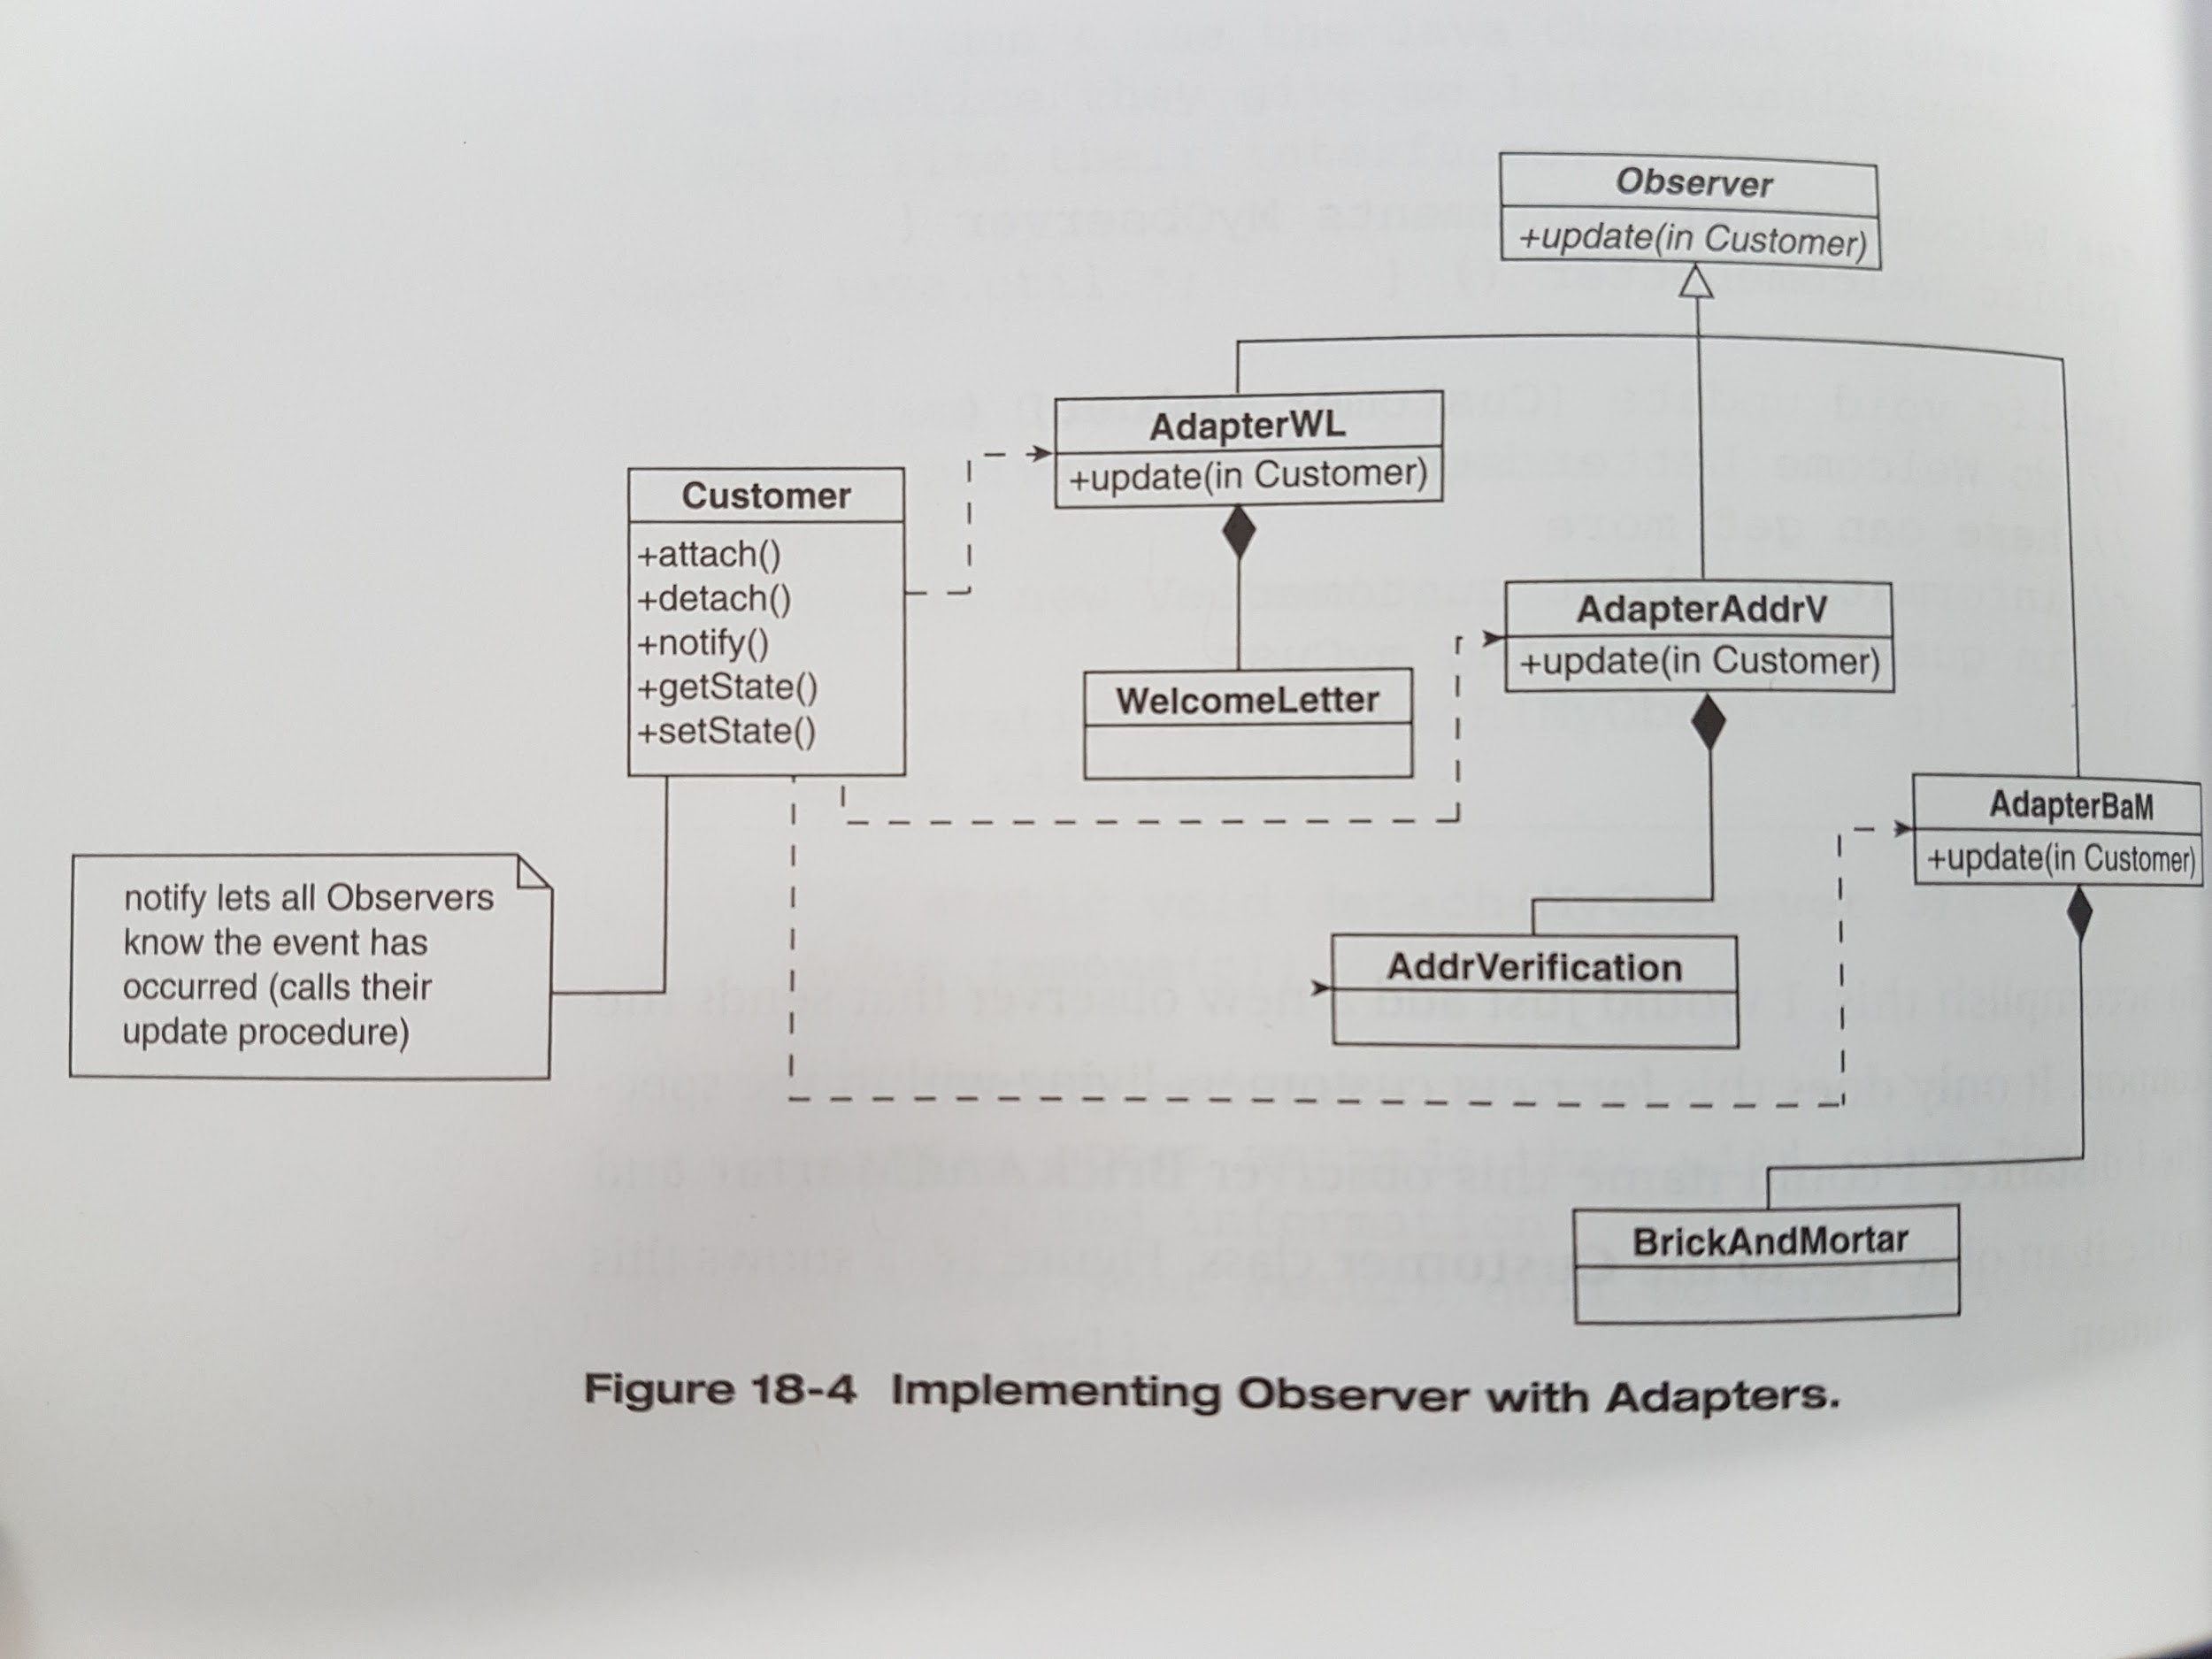 Observer
+update(in Customer)
AdapterWL
+update(in Customer)
Customer
+attach()
+detach()
+notify()
+getState()
+setState()
AdapterAddrV
+update(in Customer)
WelcomeLetter
AdapterBaM
+update(in Customer)
notify lets all Observers
know the event has
occurred (calls their
update procedure)
AddrVerification
BrickAndMortar
Figure 18-4 Implementing Observer with Adapters.